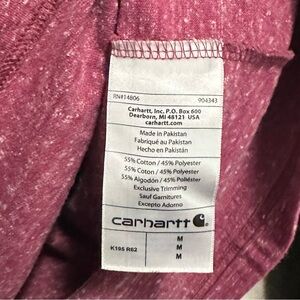 RN#14806 904343
Carhartt, Inc. P.O. Box 600
Dearborn, MI 48121 USA
carhartt.com
Made in Pakistan
Fabriqué in Pakistan
Hecho en Pakistán
55% Cotton / 45% Polyester
55% Coton / 45% Polyester
55% Algodón / 45% Poliéster
Exclusive Trimming
Sauf Garnitures
Excepto Adorno
carhartt
M
K195 R62 M
M